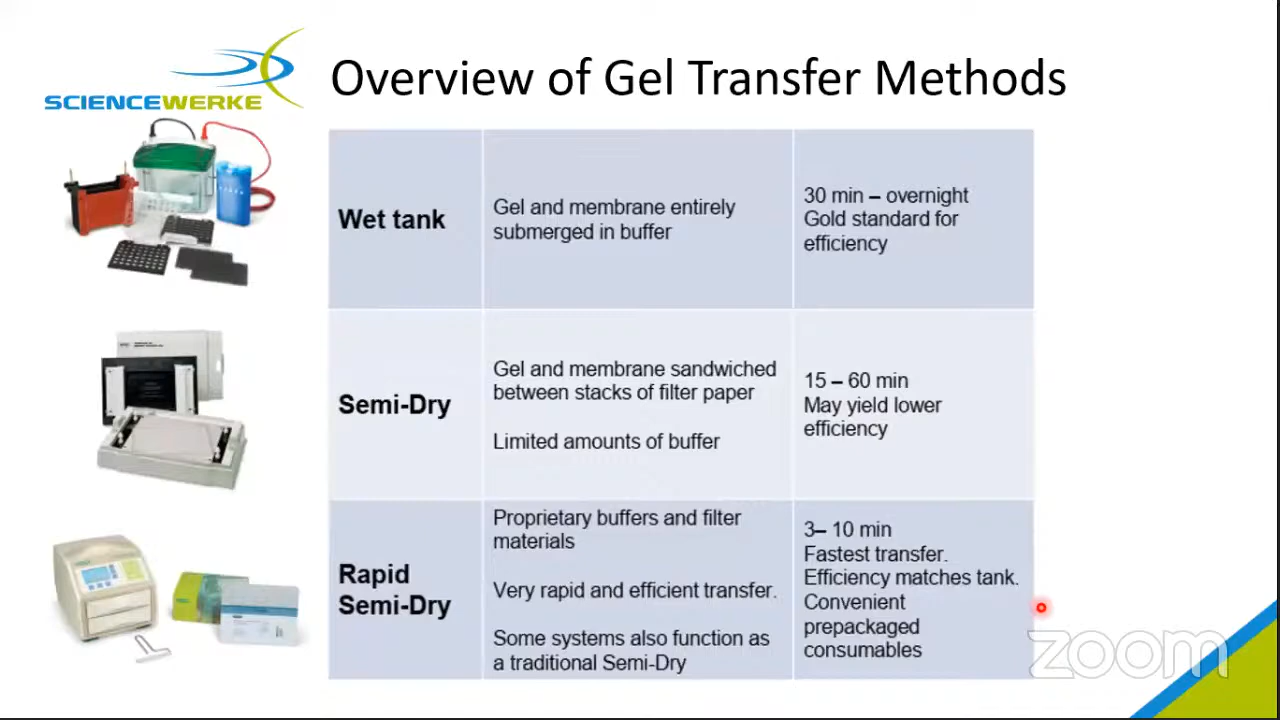 SCIENCEWERKE
Overview of Gel Transfer Methods
Wet tank
Gel and membrane entirely
submerged in buffer
30 min – overnight
Gold standard for
efficiency
Semi-Dry
Gel and membrane sandwiched
between stacks of filter paper
Limited amounts of buffer
15 – 60 min
May yield lower
efficiency
Rapid
Semi-Dry
Proprietary buffers and filter
materials
Very rapid and efficient transfer.
Some systems also function as
a traditional Semi-Dry
3– 10 min
Fastest transfer.
Efficiency matches tank.
Convenient
prepackaged
consumables
zoom